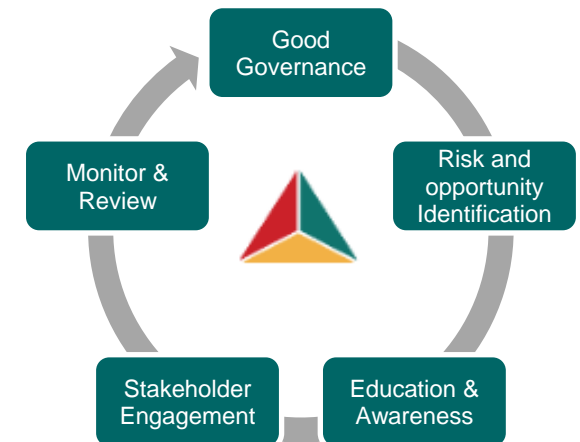 Good
Governance
Risk and
opportunity
Identification
Education &
Awareness
Stakeholder
Engagement
Monitor &
Review